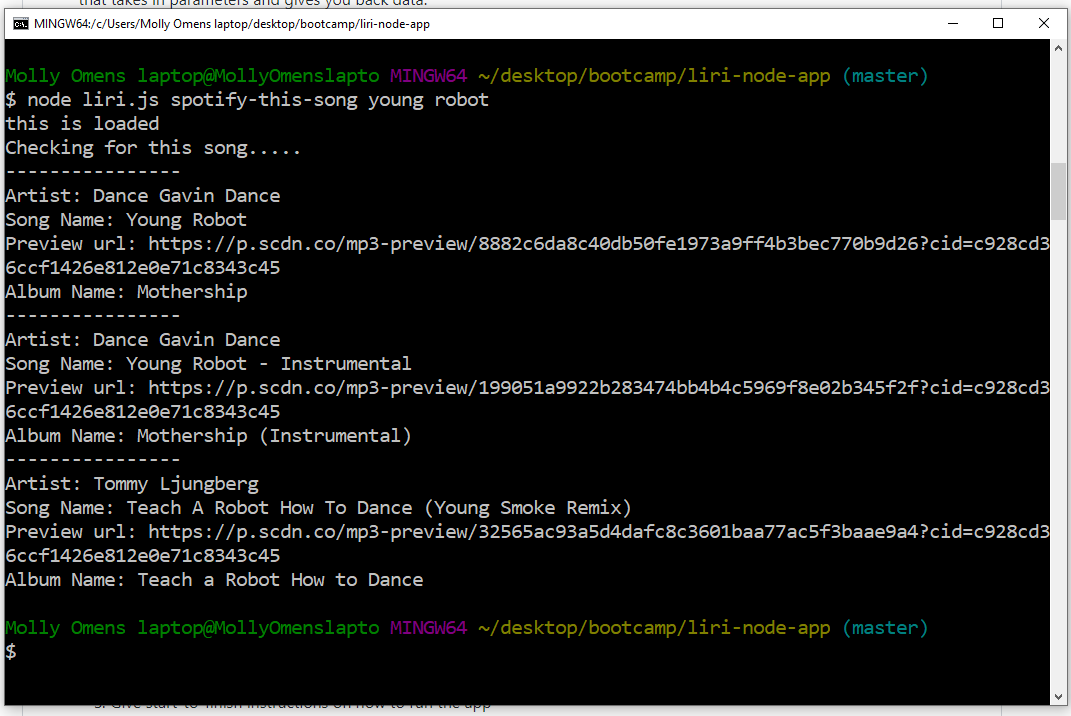 that takes in parameters and gives you back data.
MINGW64:/c/Users/Molly Omens laptop/desktop/bootcamp/liri-node-app
Molly Omens laptop@MollyOmenslapto MINGW64 ~/desktop/bootcamp/liri-node-app (master)
$ node liri.js spotify-this-song young robot
this is loaded
Checking for this song.....
----------------
Artist: Dance Gavin Dance
Song Name: Young Robot
Preview url: https://p.scdn.co/mp3-preview/8882c6da8c40db50fe1973a9ff4b3bec770b9d26?cid=c928cd3
6ccf1426e812e0e71c8343c45
Album Name: Mothership
----------------
Artist: Dance Gavin Dance
Song Name: Young Robot - Instrumental
Preview url: https://p.scdn.co/mp3-preview/199051a9922b283474bb4b4c5969f8e02b345f2f?cid=c928cd3
6ccf1426e812e0e71c8343c45
Album Name: Mothership (Instrumental)
----------------
Artist: Tommy Ljungberg
Song Name: Teach A Robot How To Dance (Young Smoke Remix)
Preview url: https://p.scdn.co/mp3-preview/32565ac93a5d4dafc8c3601baa77ac5f3baae9a4?cid=c928cd3
6ccf1426e812e0e71c8343c45
Album Name: Teach a Robot How to Dance
Molly Omens laptop@MollyOmenslapto MINGW64 ~/desktop/bootcamp/liri-node-app (master)
$
3. Give start-to-finish instructions on how to run the app